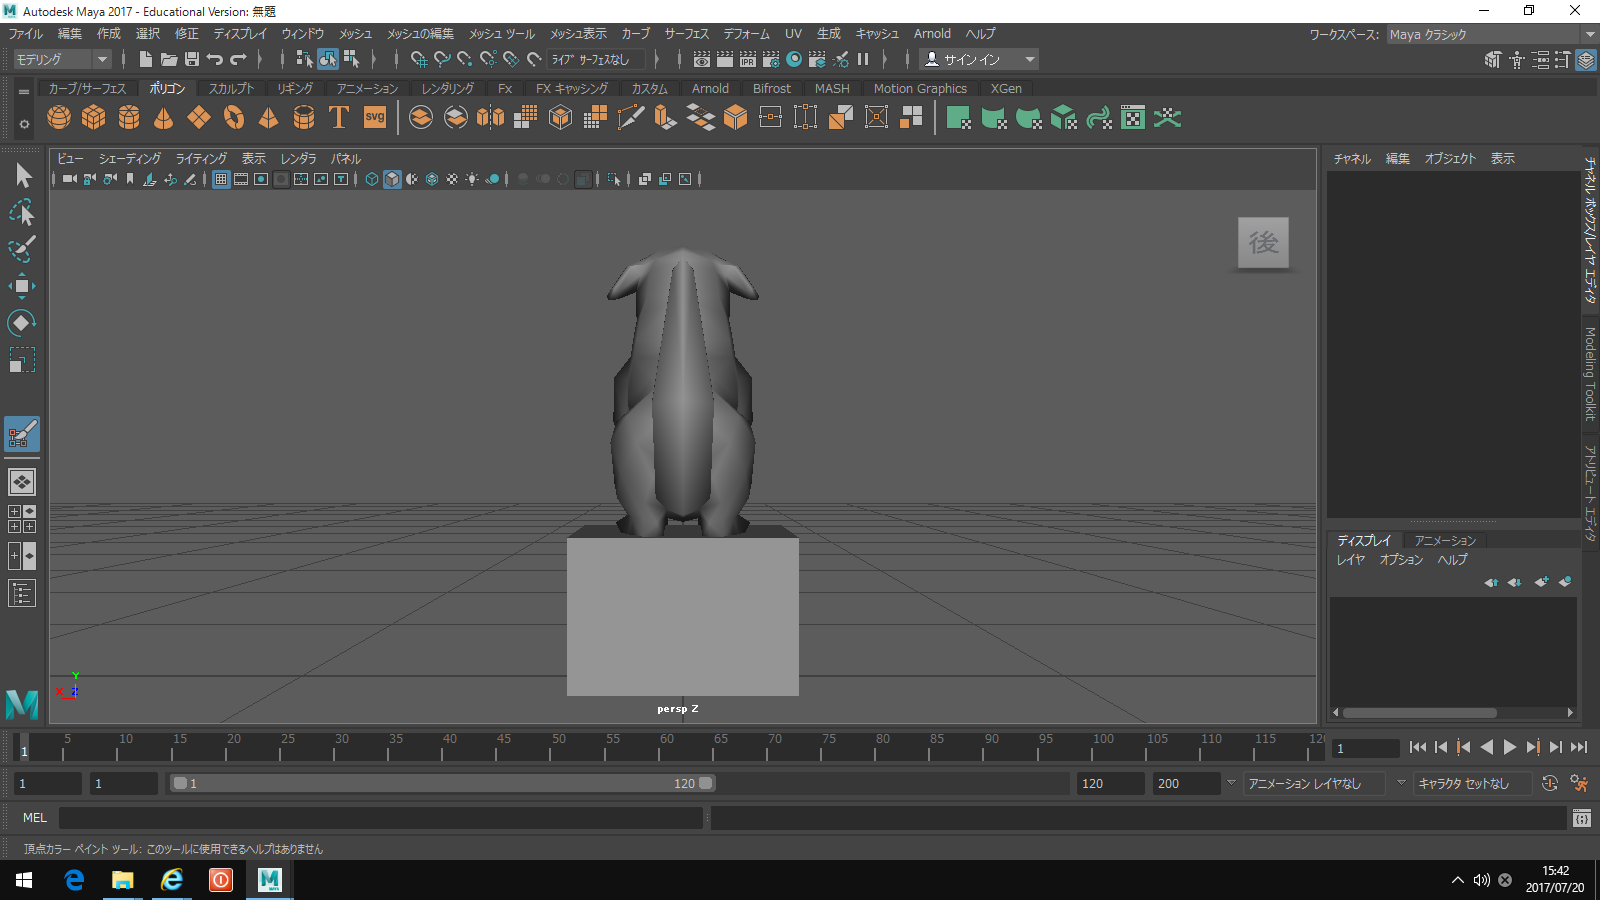 Autodesk Maya 2017 - Educational Version: 無題
ファイル 編集 作成 選択 修正 ディスプレイ ウィンドウ メッシュ メッシュの編集 メッシュ ツール メッシュ表示 カーブ サーフェス デフォーム UV 生成 キャッシュ Arnold ヘルプ
ワークスペース: Maya クラシック
モデリング
ライブ サーフェスなし
サイン イン
カーブ/サーフェス ポリゴン スカルプト リギング アニメーション レンダリング Fx FX キャッシング カスタム Arnold Bifrost MASH Motion Graphics XGen
T svg
ビュー シェーディング ライティング 表示 レンダラ パネル
チャネル 編集 オブジェクト 表示
チャネル ボックス/レイヤ エディタ
Modeling Toolkit
アトリビュート エディタ
後
Y
X Z
persp Z
ディスプレイ アニメーション
レイヤ オプション ヘルプ
1 5 10 15 20 25 30 35 40 45 50 55 60 65 70 75 80 85 90 95 100 105 110 115 12
1
1 1 1 120 120 200 アニメーション レイヤなし キャラクタ セットなし
MEL
頂点カラー ペイント ツール: このツールに使用できるヘルプはありません
15:42
2017/07/20